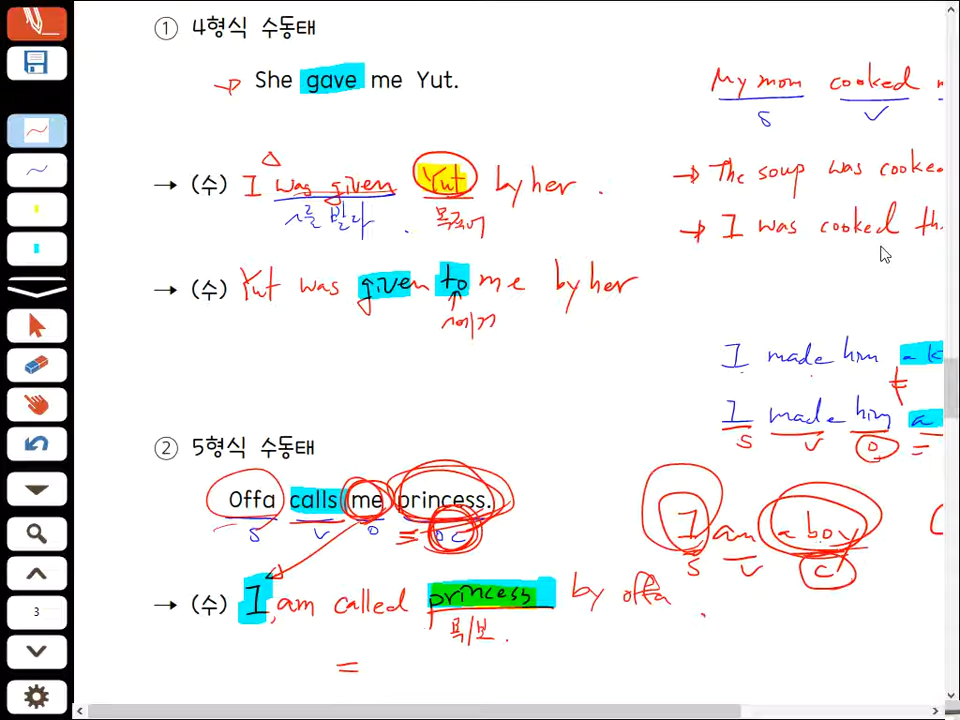 ① 4형식 수동태
She gave me Yut.
My mom cooked
S V
→ (수) I was given Yut by her.
~를 받다 목적어
→ The soup was cooked
→ I was cooked th
→ (수) Yut was given to me by her
에게
I made him a k
I made him a
S V O =
② 5형식 수동태
Offa calls me princess.
S V O = OC
I am a boy
S V C
→ (수) I am called princess by offa.
목/보.
=
3